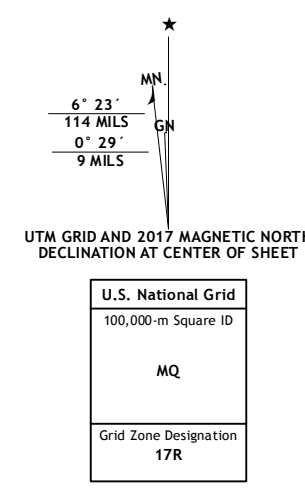 ★
MN.
6° 23´
114 MILS
GN
0° 29´
9 MILS
UTM GRID AND 2017 MAGNETIC NORTH
DECLINATION AT CENTER OF SHEET
U.S. National Grid
100,000-m Square ID
MQ
Grid Zone Designation
17R